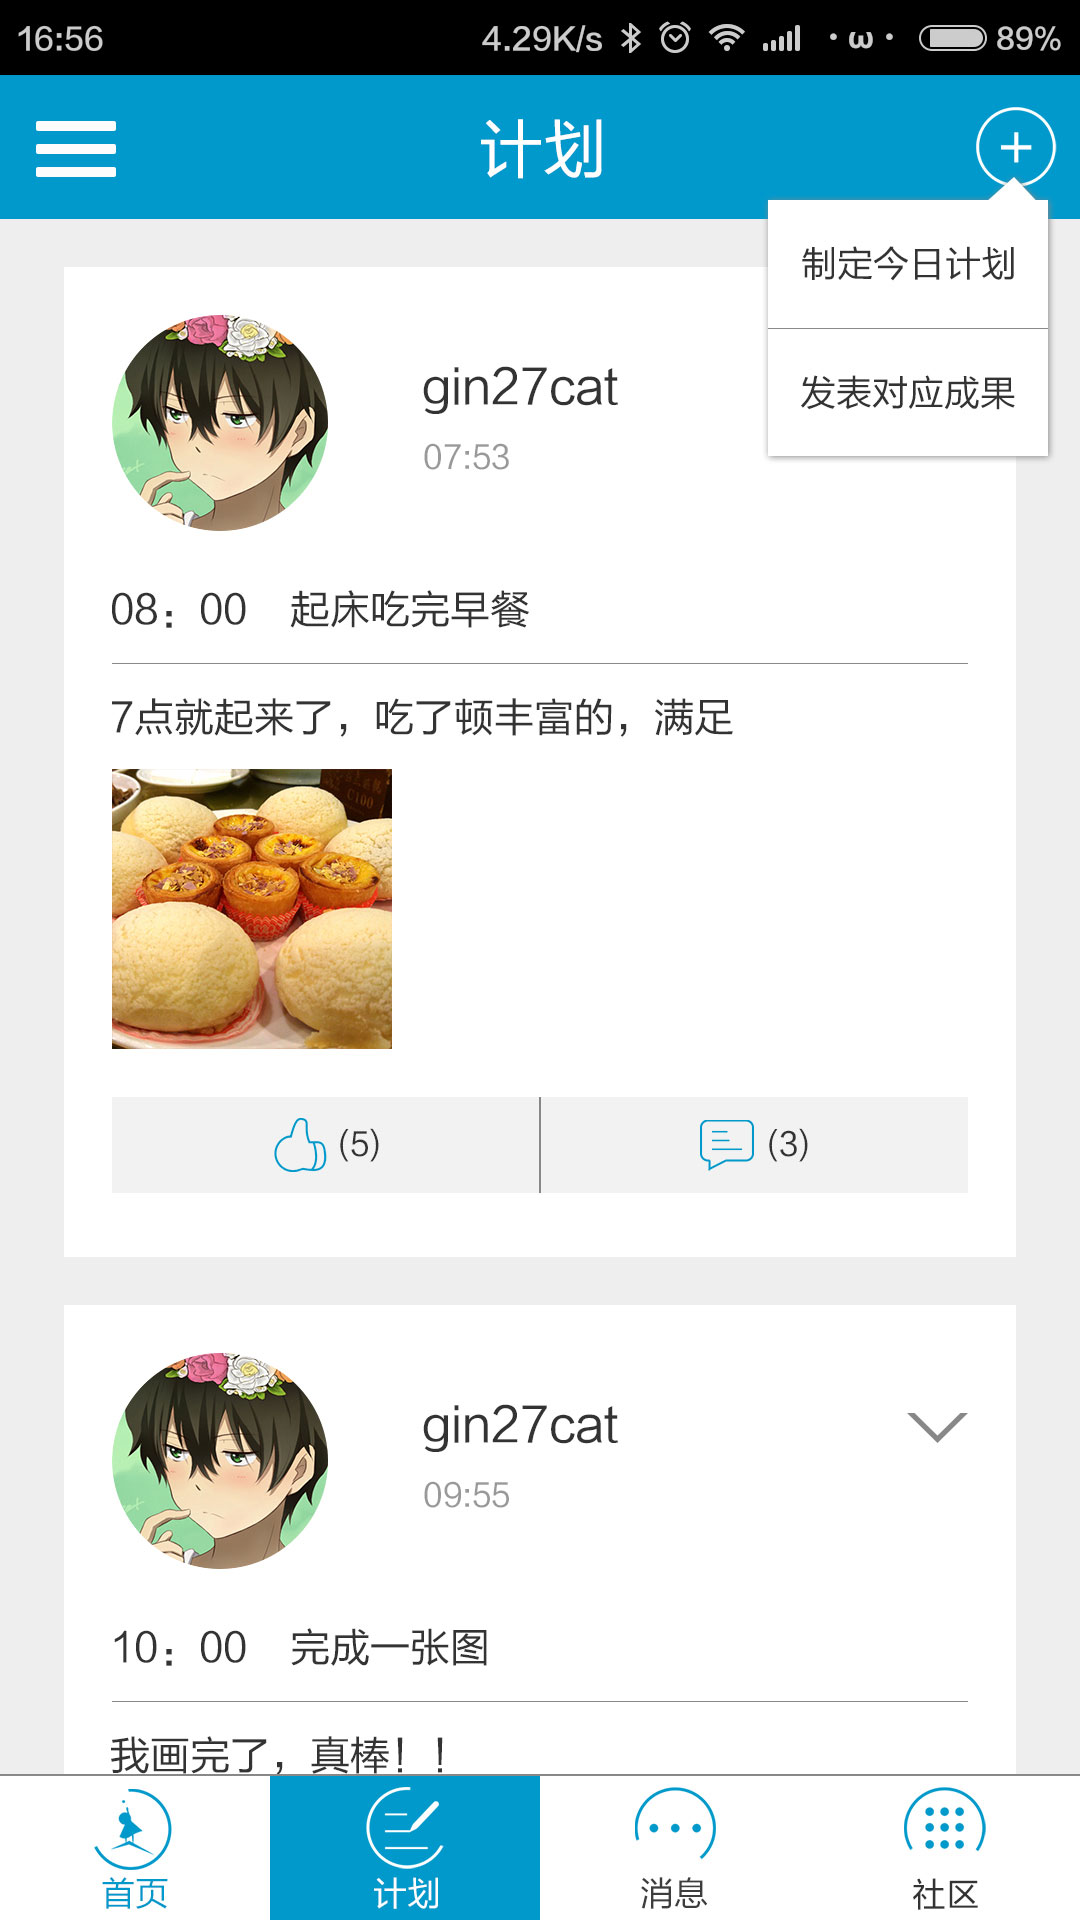 16:56
4.29K/s
·ω·
89%
计划
制定今日计划
发表对应成果
gin27cat
07:53
08：00 起床吃完早餐
7点就起来了，吃了顿丰富的，满足
C100
(5)
(3)
gin27cat
09:55
10：00 完成一张图
我画完了，真棒！！
首页
计划
消息
社区